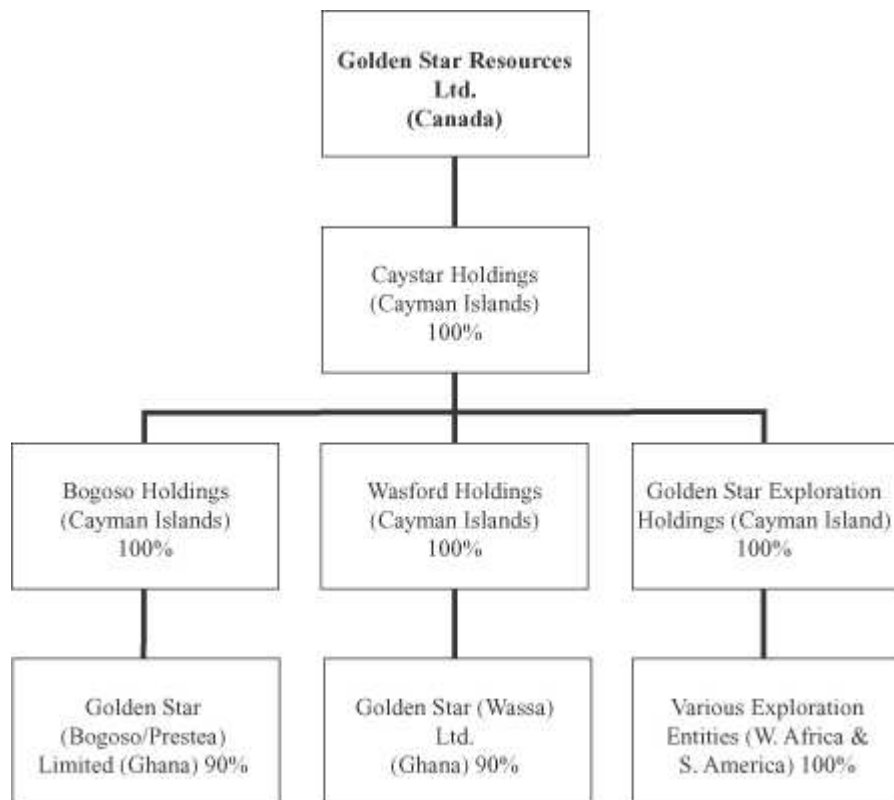 Golden Star Resources
Ltd.
(Canada)
Caystar Holdings
(Cayman Islands)
100%
Bogoso Holdings
(Cayman Islands)
100%
Wasford Holdings
(Cayman Islands)
100%
Golden Star Exploration
Holdings (Cayman Island)
100%
Golden Star
(Bogoso/Prestea)
Limited (Ghana) 90%
Golden Star (Wassa)
Ltd.
(Ghana) 90%
Various Exploration
Entities (W. Africa &
S. America) 100%